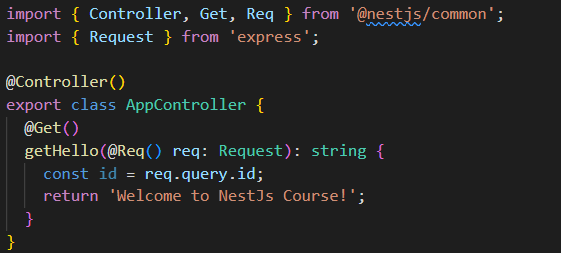 import { Controller, Get, Req } from '@nestjs/common';
import { Request } from 'express';

@Controller()
export class AppController {
  @Get()
  getHello(@Req() req: Request): string {
    const id = req.query.id;
    return 'Welcome to NestJs Course!';
  }
}